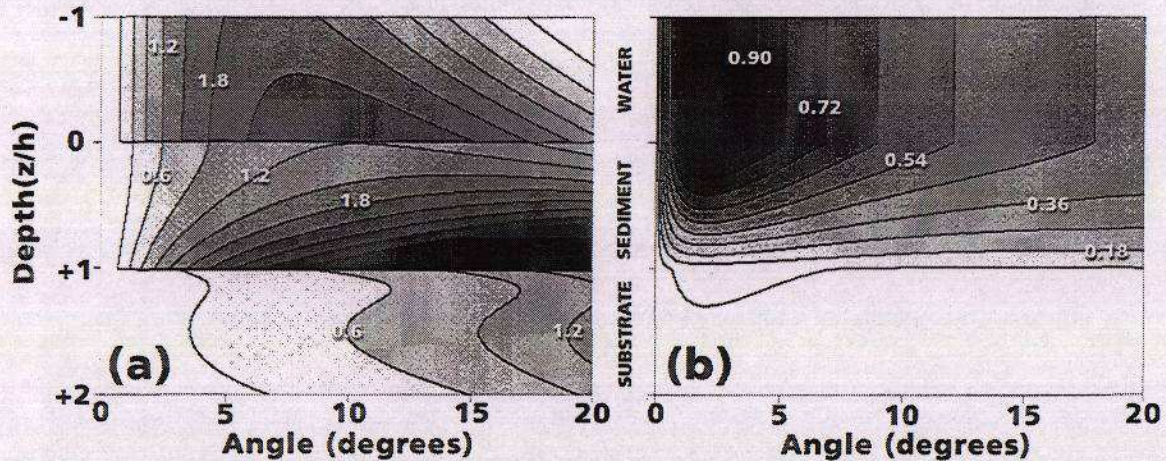 -1
0
+1
+2
Depth(z/h)
1.2
1.8
0.6
1.2
1.8
0.6
1.2
(a)
0 5 10 15 20
Angle (degrees)
WATER
SEDIMENT
SUBSTRATE
0.90
0.72
0.54
0.36
0.18
(b)
0 5 10 15 20
Angle (degrees)